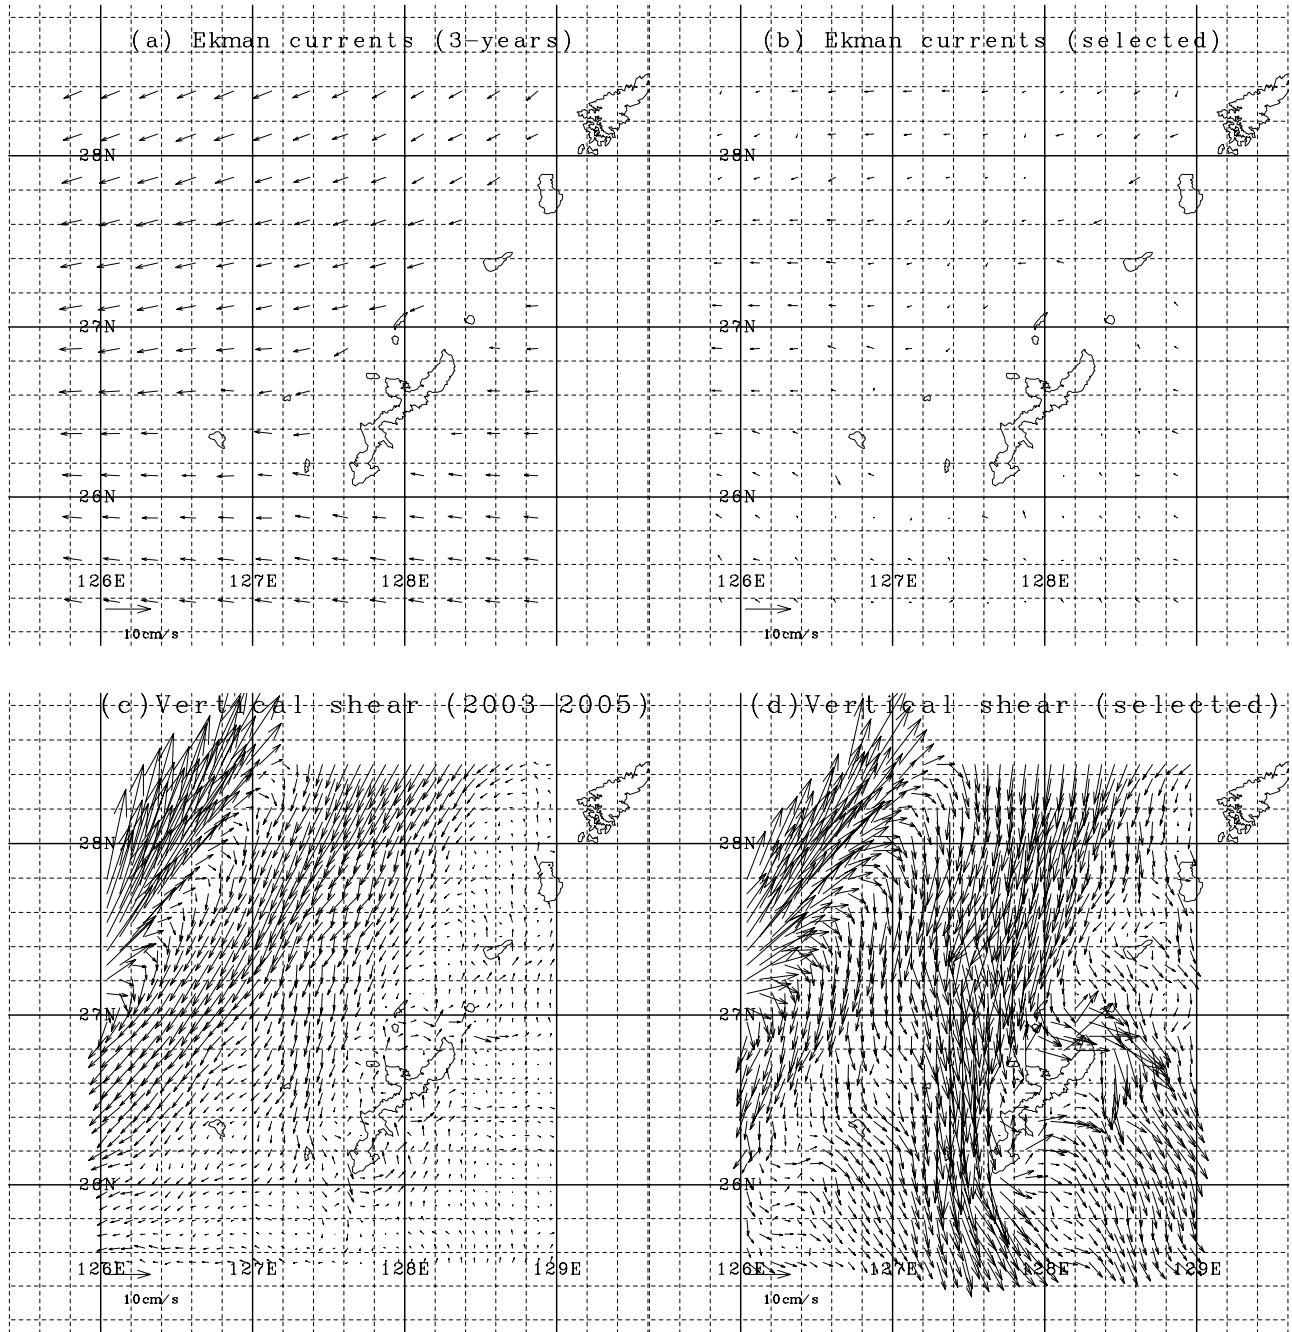 (a) Ekman currents (3-years)
(b) Ekman currents (selected)
28N
28N
27N
27N
26N
26N
126E 127E 128E
126E 127E 128E
10cm/s
10cm/s
(c)Vertical shear (2003-2005)
(d)Vertical shear (selected)
28N
28N
27N
27N
26N
26N
126E 127E 128E 129E
126E 127E 128E 129E
10cm/s
10cm/s